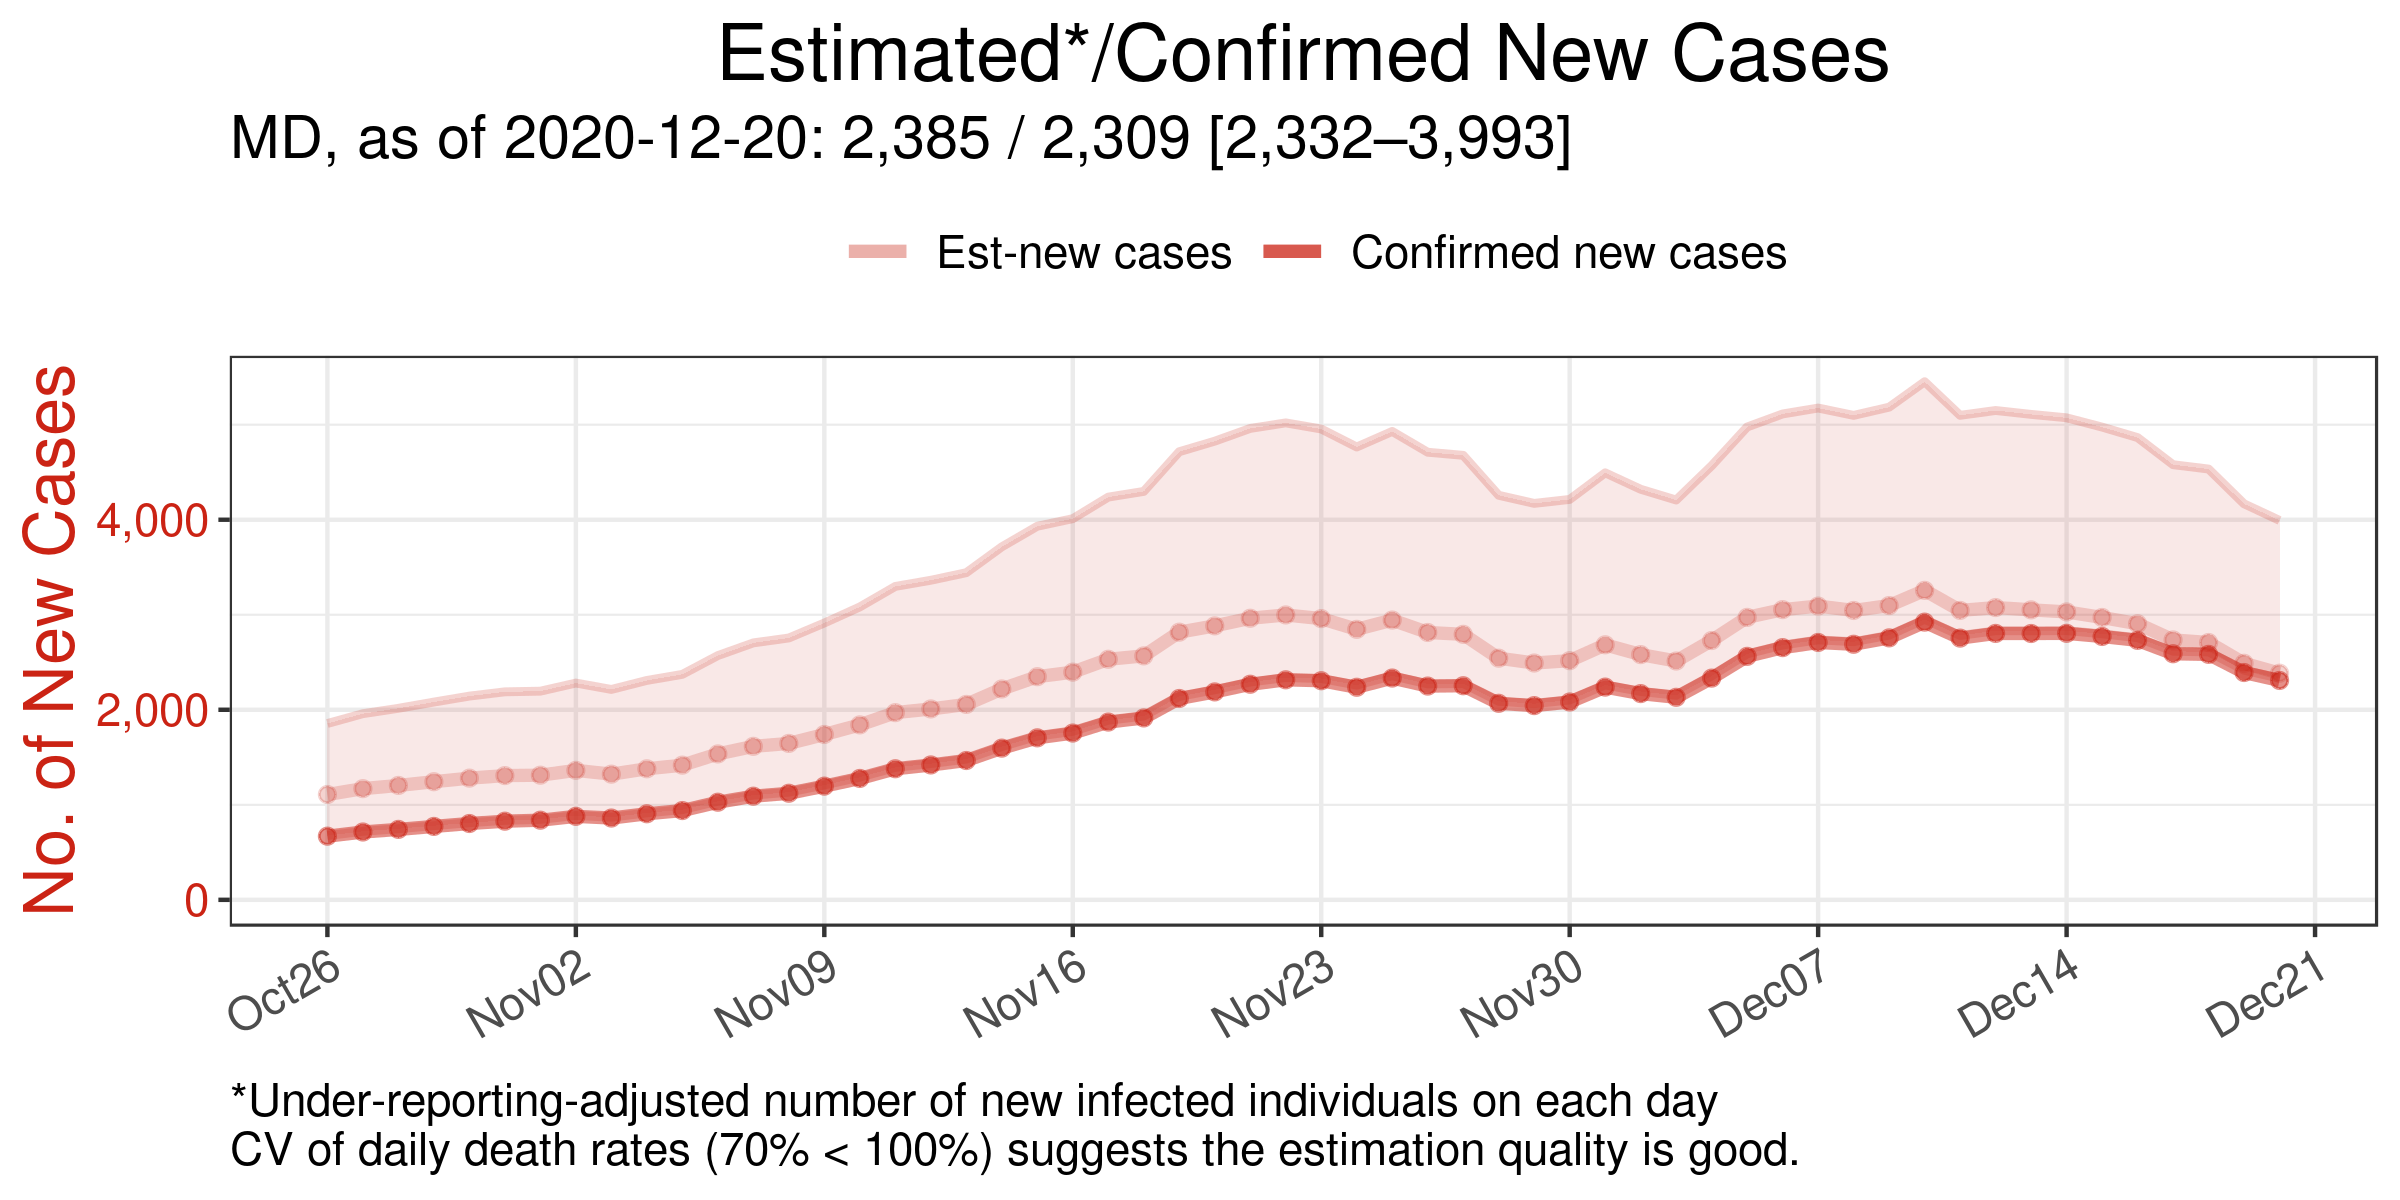 Estimated*/Confirmed New Cases
MD, as of 2020-12-20: 2,385 / 2,309 [2,332–3,993]
Est-new cases
Confirmed new cases
No. of New Cases
4,000
2,000
0
Oct26
Nov02
Nov09
Nov16
Nov23
Nov30
Dec07
Dec14
Dec21
*Under-reporting-adjusted number of new infected individuals on each day
CV of daily death rates (70% < 100%) suggests the estimation quality is good.